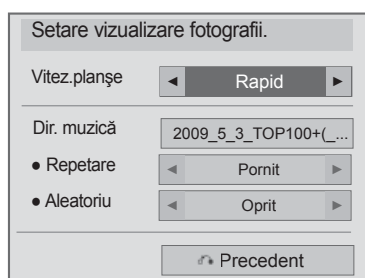 Setare vizualizare fotografii.
Vitez.planşe ◄ Rapid ►
Dir. muzică 2009_5_3_TOP100+(_...
● Repetare ◄ Pornit ►
● Aleatoriu ◄ Oprit ►
Precedent